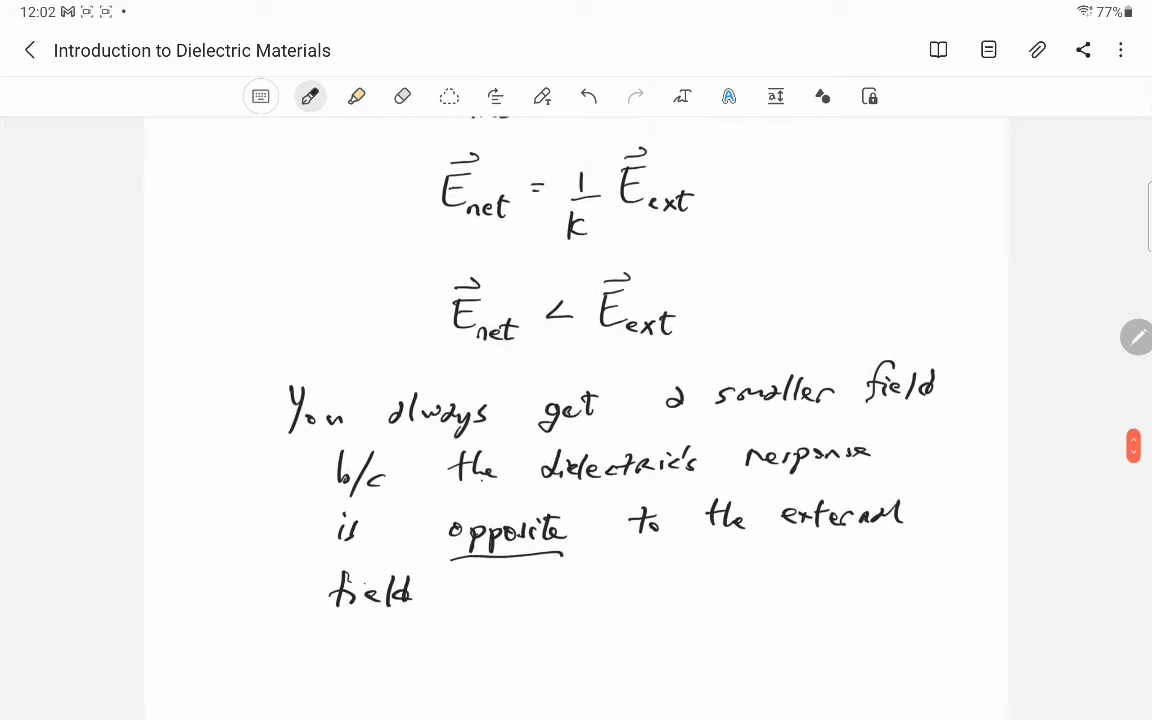 12:02
77%
Introduction to Dielectric Materials
E⃗net = 1/k E⃗ext
E⃗net < E⃗ext
You always get a smaller field
b/c the dielectric's response
is opposite to the external
field